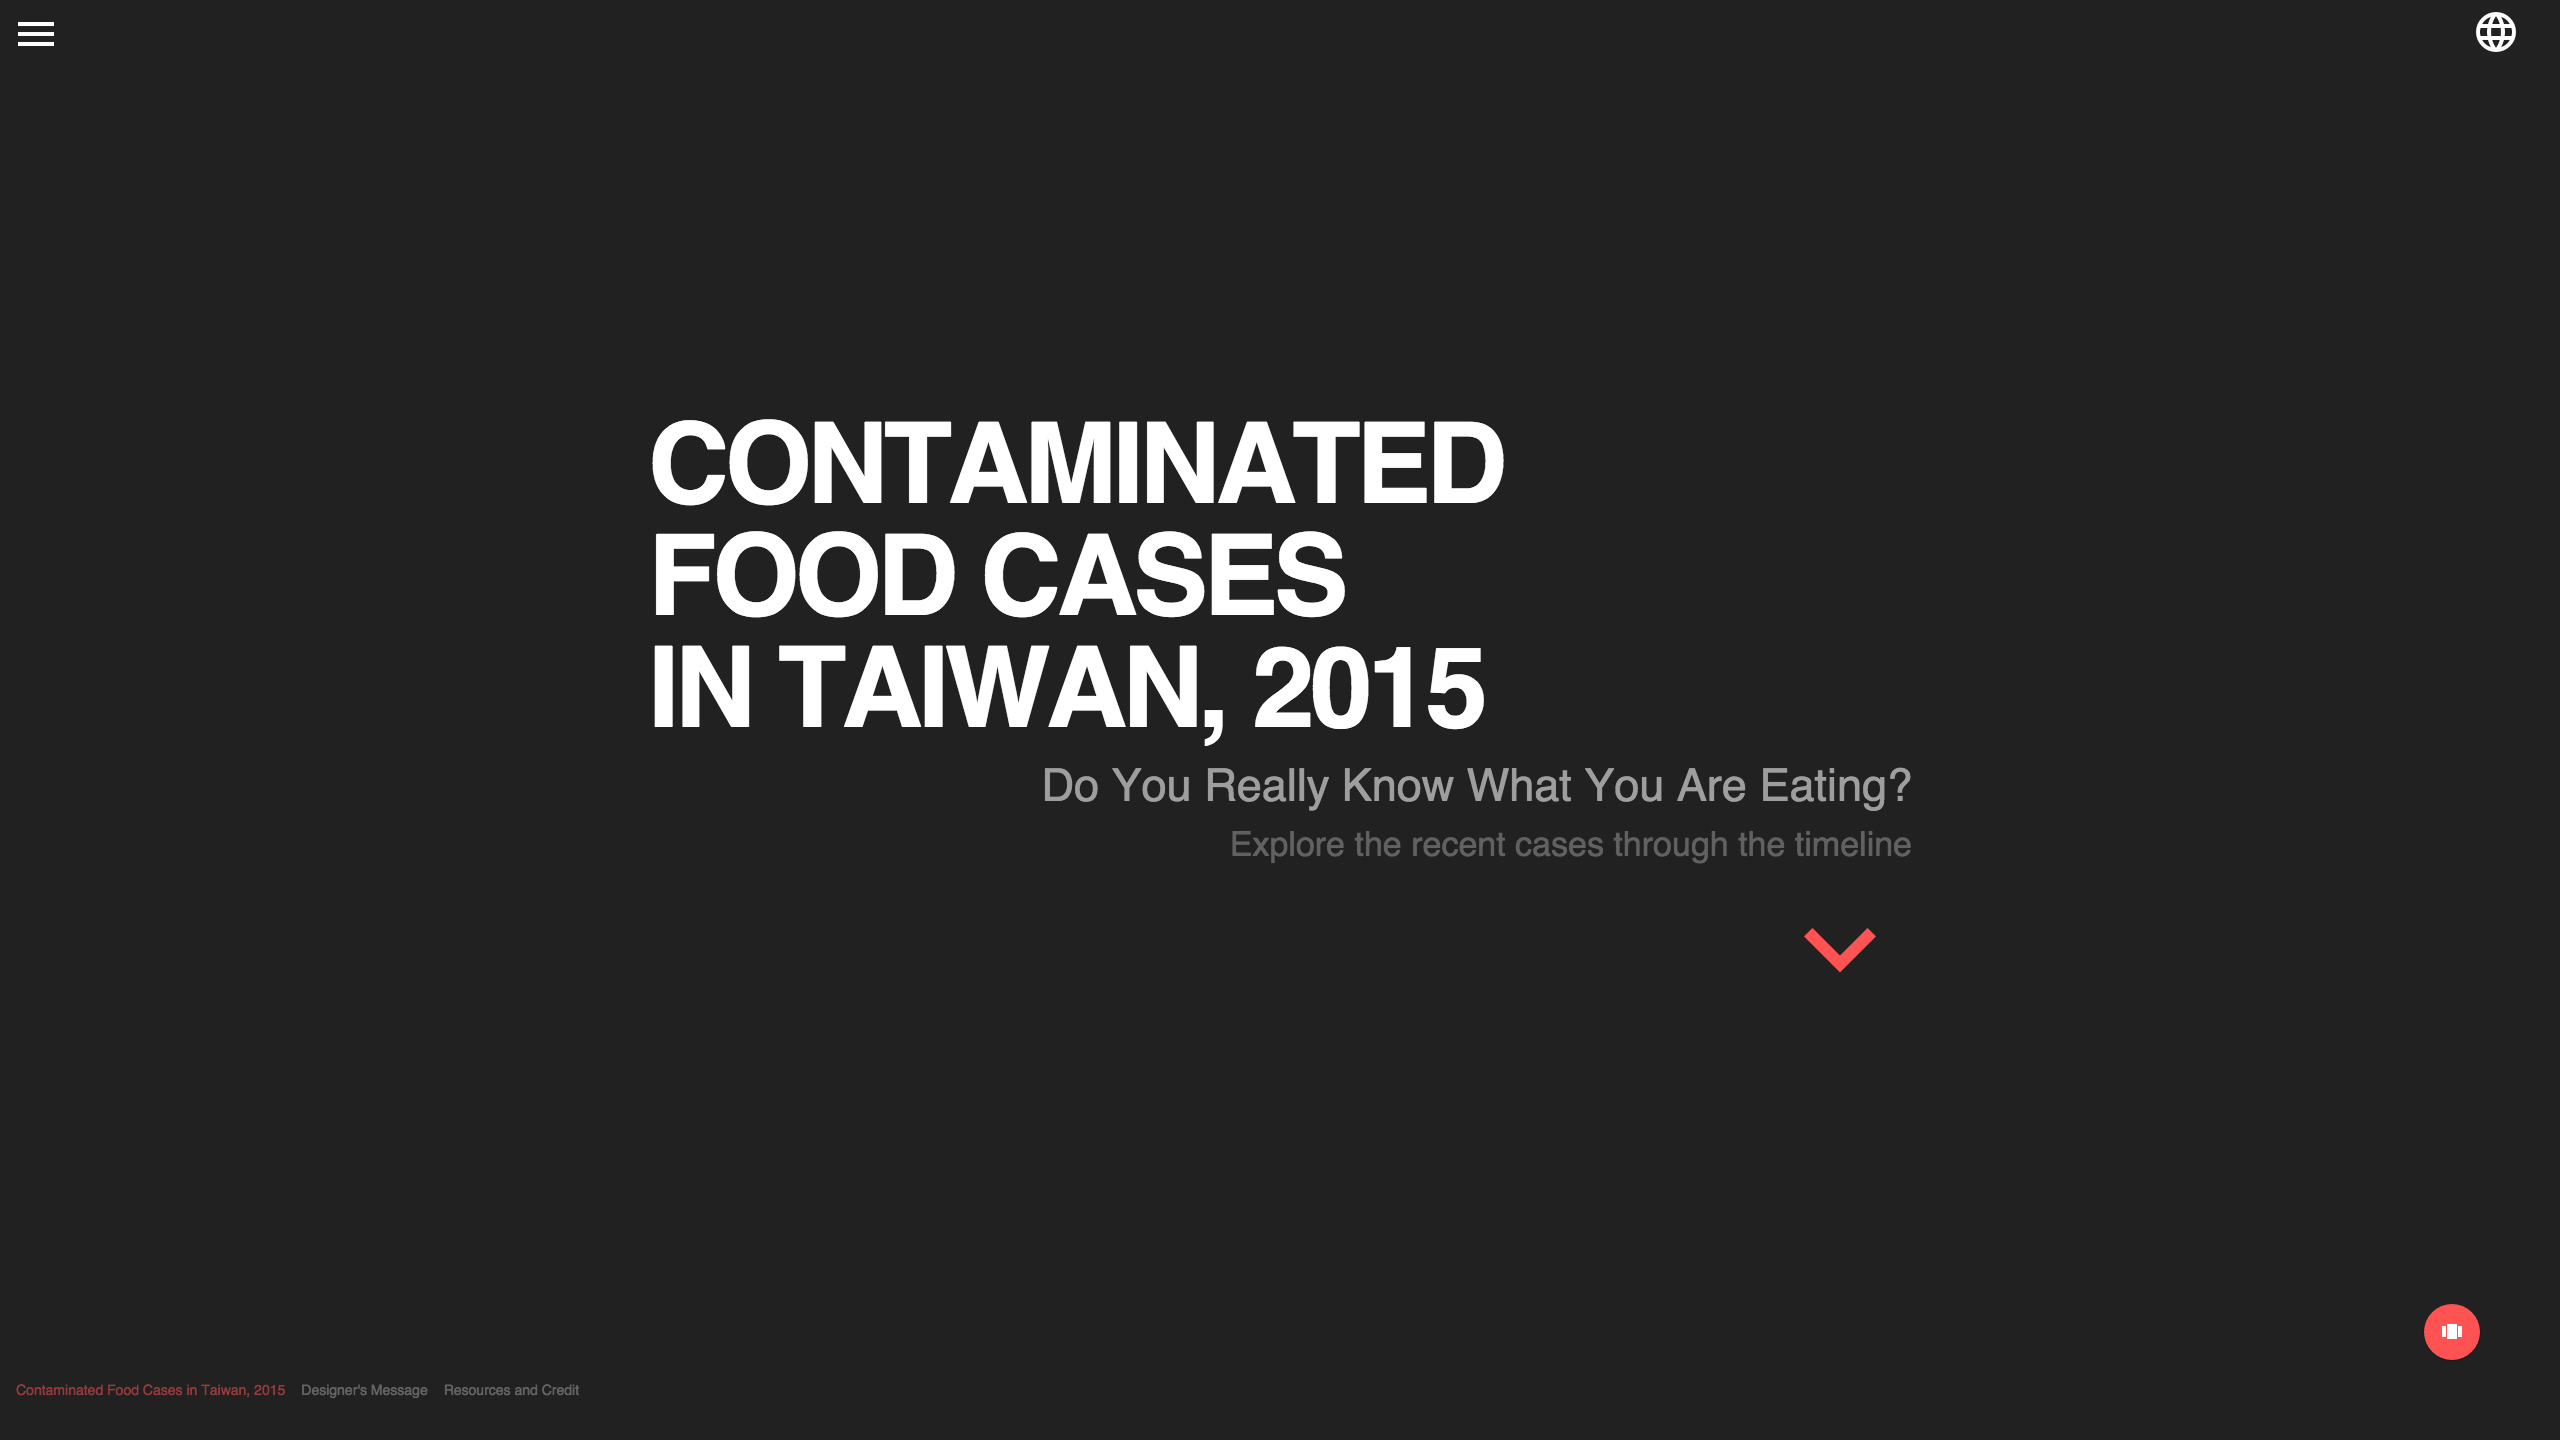 CONTAMINATED
FOOD CASES
IN TAIWAN, 2015
Do You Really Know What You Are Eating?
Explore the recent cases through the timeline
Contaminated Food Cases in Taiwan, 2015 Designer's Message Resources and Credit